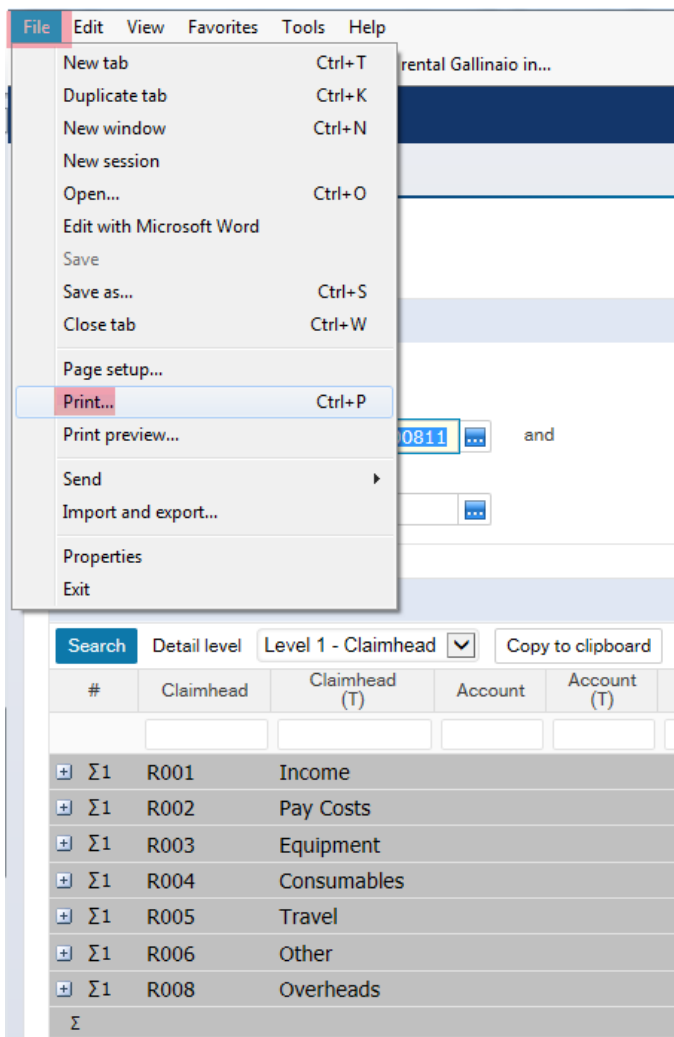 File Edit View Favorites Tools Help
New tab Ctrl+T
rental Gallinaio in...
Duplicate tab Ctrl+K
New window Ctrl+N
New session
Open... Ctrl+O
Edit with Microsoft Word
Save
Save as... Ctrl+S
Close tab Ctrl+W
Page setup...
Print... Ctrl+P
Print preview...
00811 ... and
Send
Import and export...
...
Properties
Exit
Search Detail level Level 1 - Claimhead Copy to clipboard
# Claimhead Claimhead (T) Account Account (T)
Σ1 R001 Income
Σ1 R002 Pay Costs
Σ1 R003 Equipment
Σ1 R004 Consumables
Σ1 R005 Travel
Σ1 R006 Other
Σ1 R008 Overheads
Σ